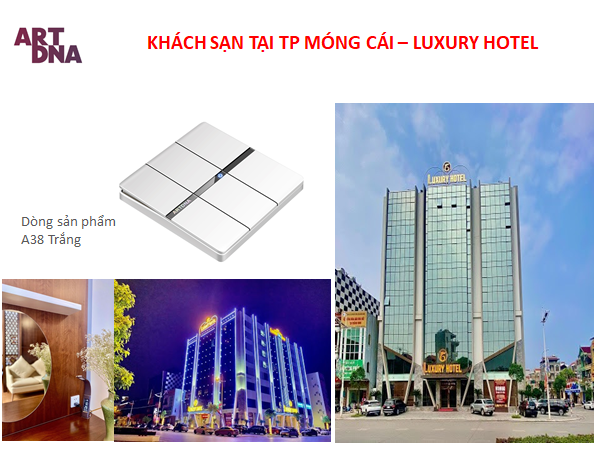 ART
DNA
KHÁCH SẠN TẠI TP MÓNG CÁI – LUXURY HOTEL
Dòng sản phẩm
A38 Trắng
LUXURY HOTEL
LUXURY HOTEL